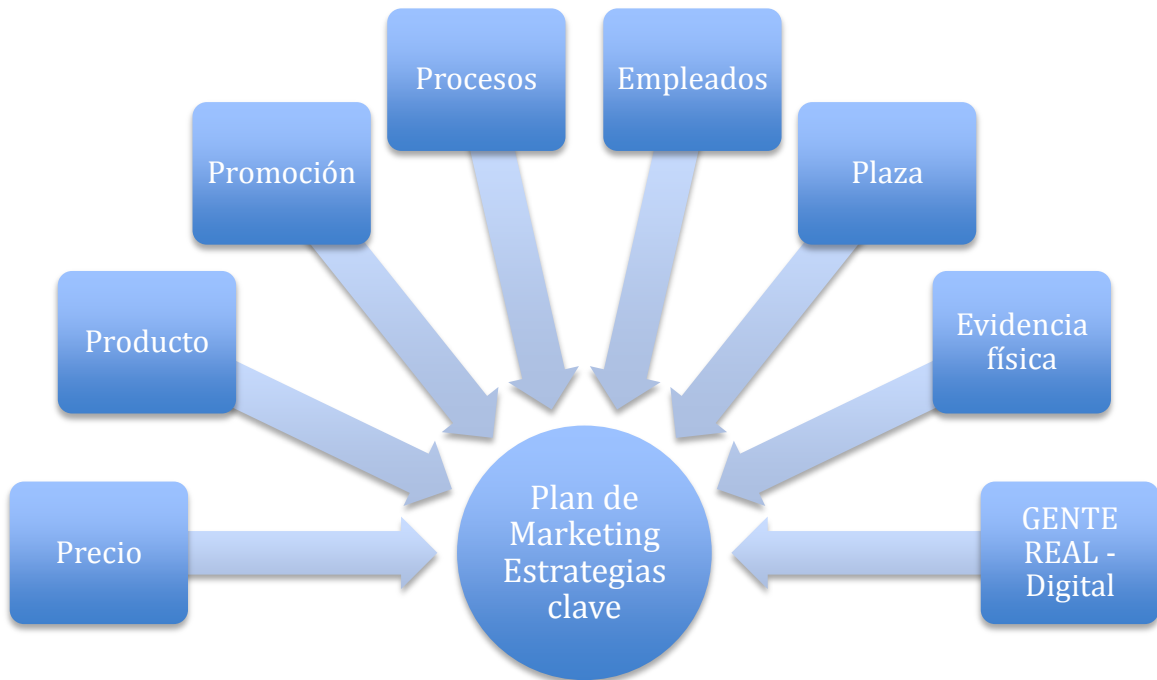 Procesos
Empleados
Promoción
Plaza
Producto
Evidencia
física
Precio
Plan de
Marketing
Estrategias
clave
GENTE
REAL -
Digital